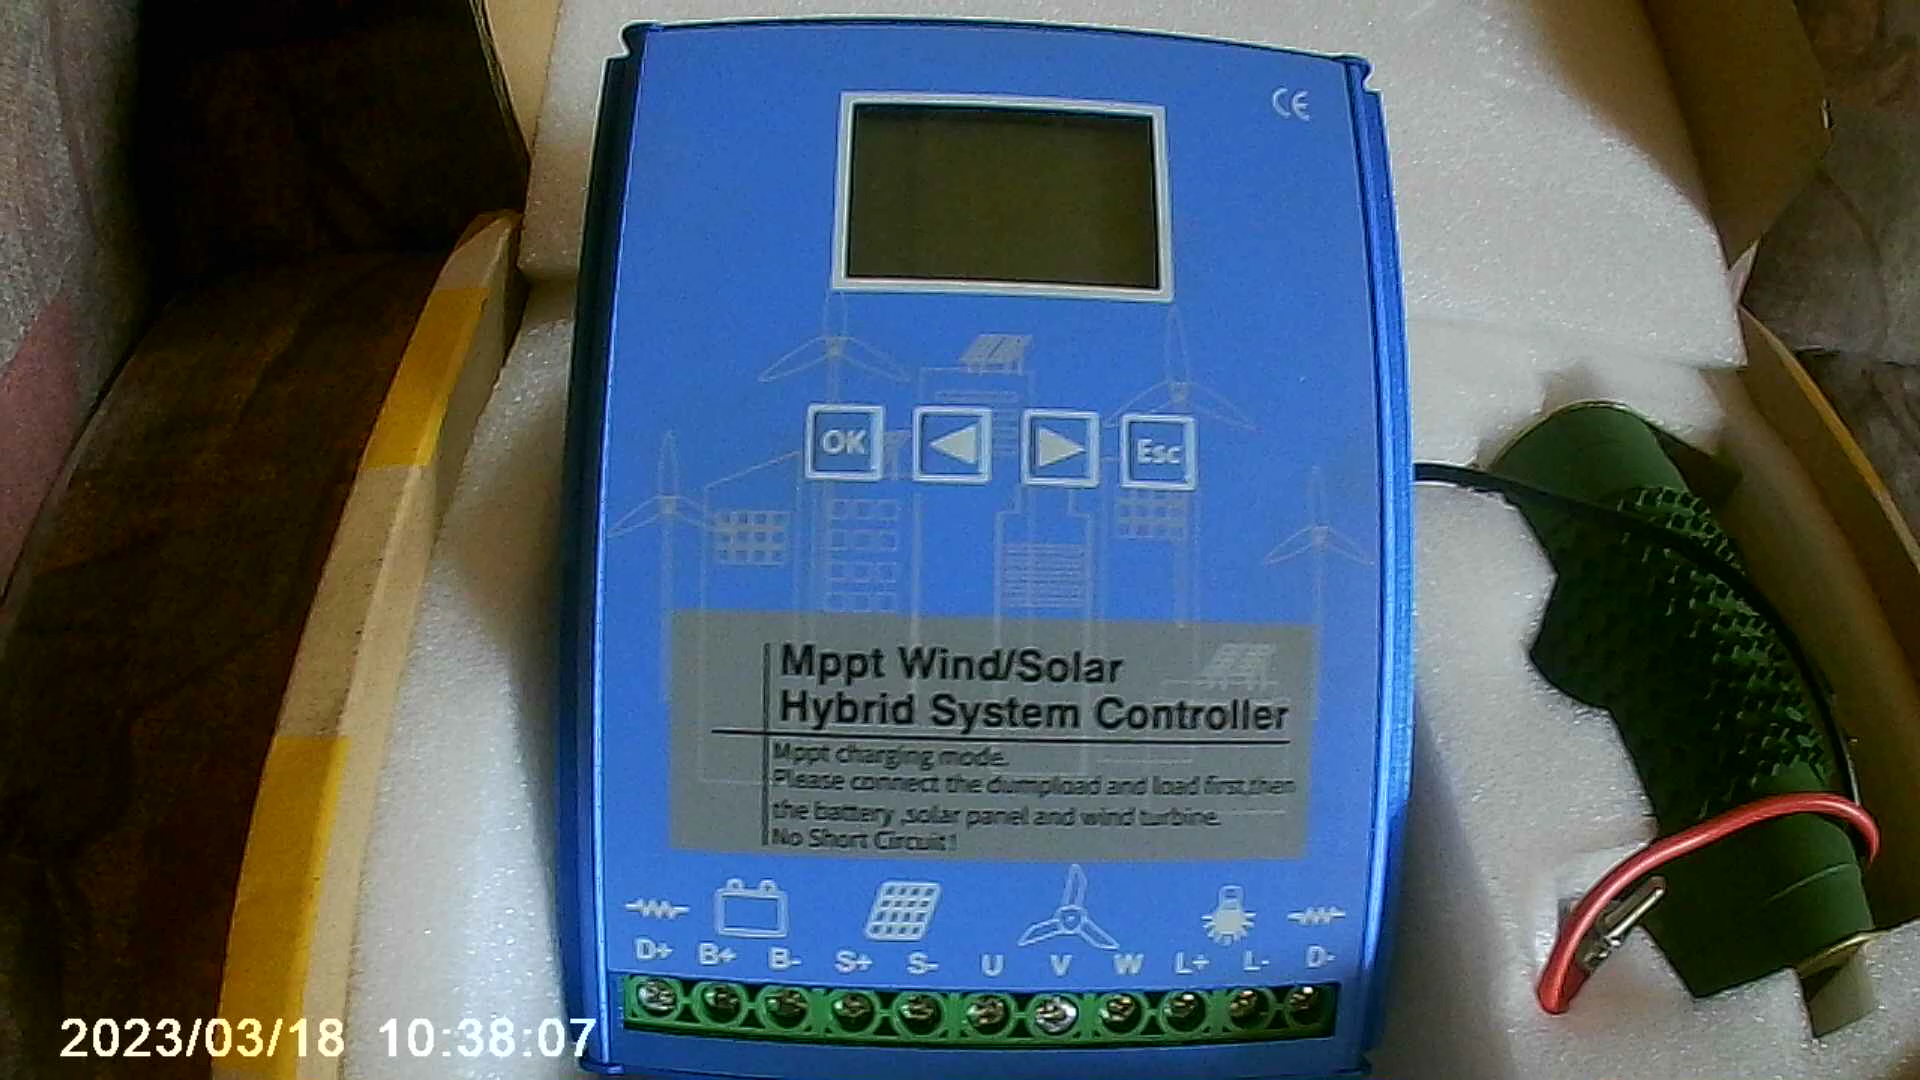 CE
OK
Esc
Mppt Wind/Solar
Hybrid System Controller
Mppt charging mode.
Please connect the dumpload and load first,then
the battery ,solar panel and wind turbine.
No Short Circuit!
D+ B+ B- S+ S- U V W L+ L- D-
2023/03/18 10:38:07